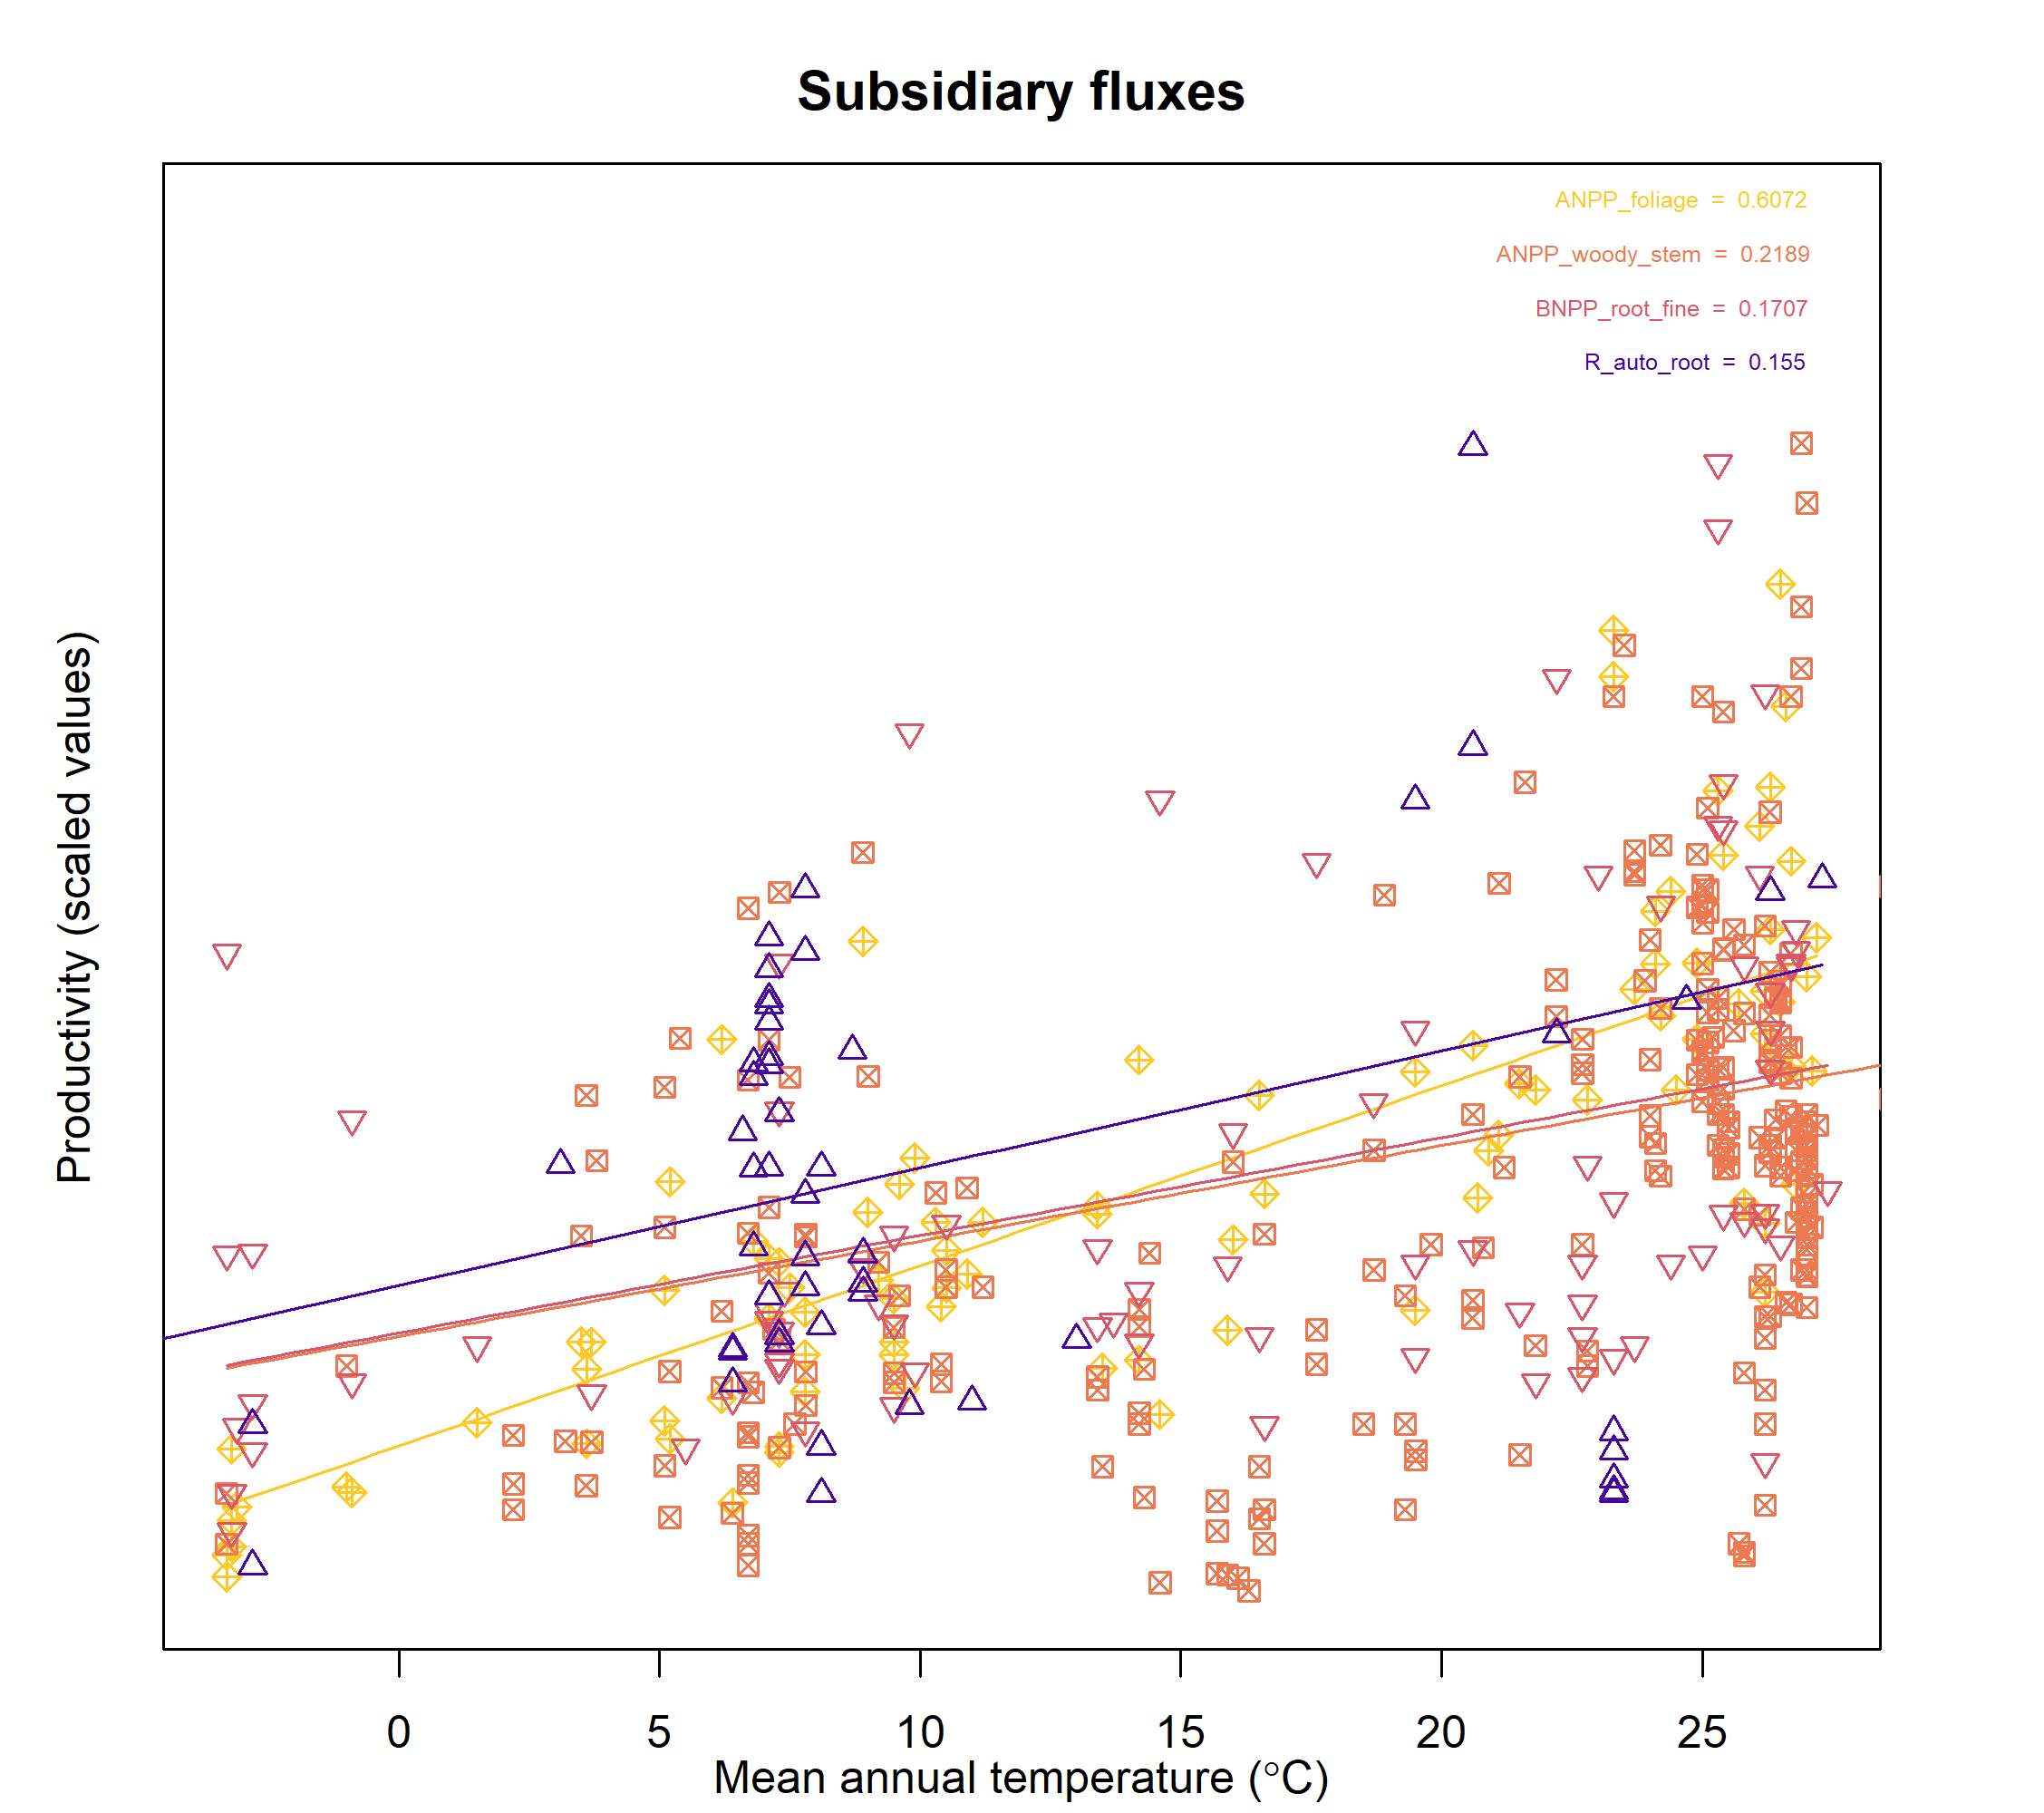 Subsidiary fluxes
ANPP_foliage = 0.6072
ANPP_woody_stem = 0.2189
BNPP_root_fine = 0.1707
R_auto_root = 0.155
Productivity (scaled values)
0 5 10 15 20 25
Mean annual temperature (°C)